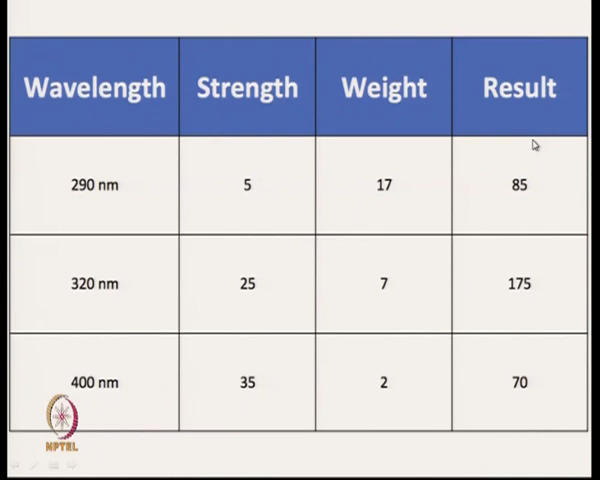 Wavelength Strength Weight Result
290 nm 5 17 85
320 nm 25 7 175
400 nm 35 2 70
NPTEL